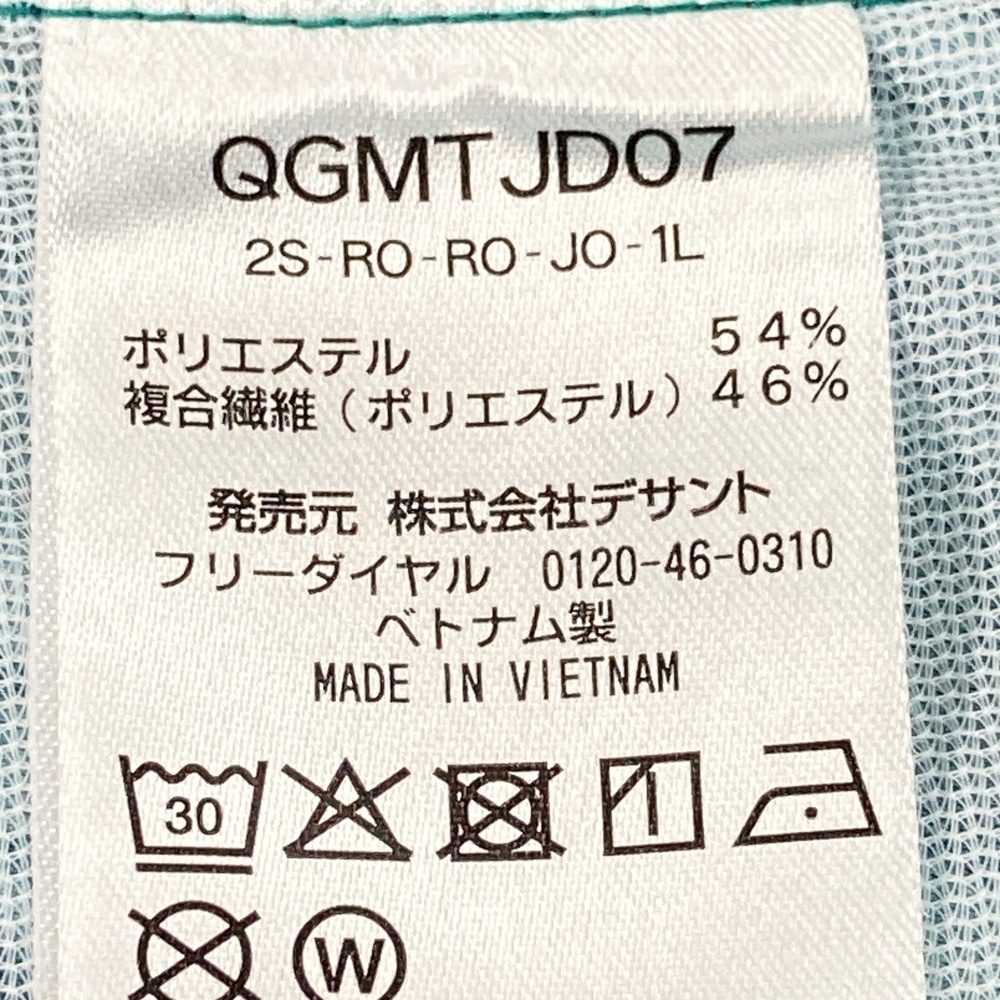 QGMTJD07
2S-RO-RO-JO-1L
ポリエステル 54%
複合繊維(ポリエステル)46%
発売元 株式会社デサント
フリーダイヤル 0120-46-0310
ベトナム製
MADE IN VIETNAM
30
W